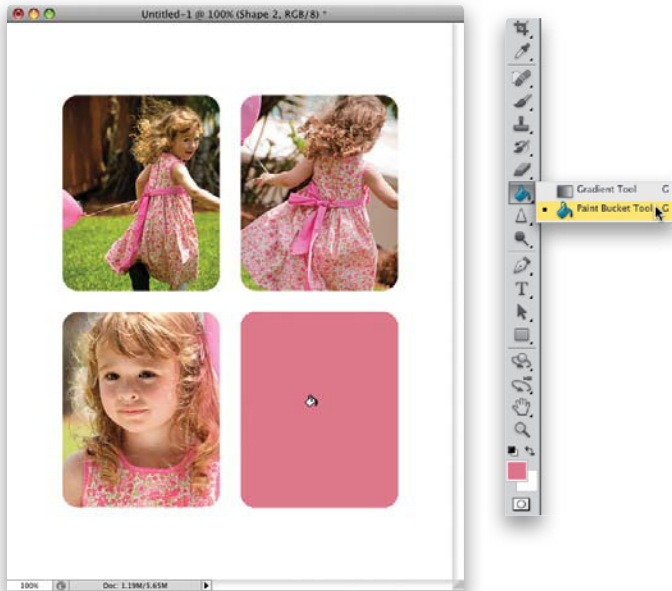 Untitled-1 @ 100% (Shape 2, RGB/8) *
Gradient Tool G
Paint Bucket Tool G
T
100% Doc: 1.19M/5.65M